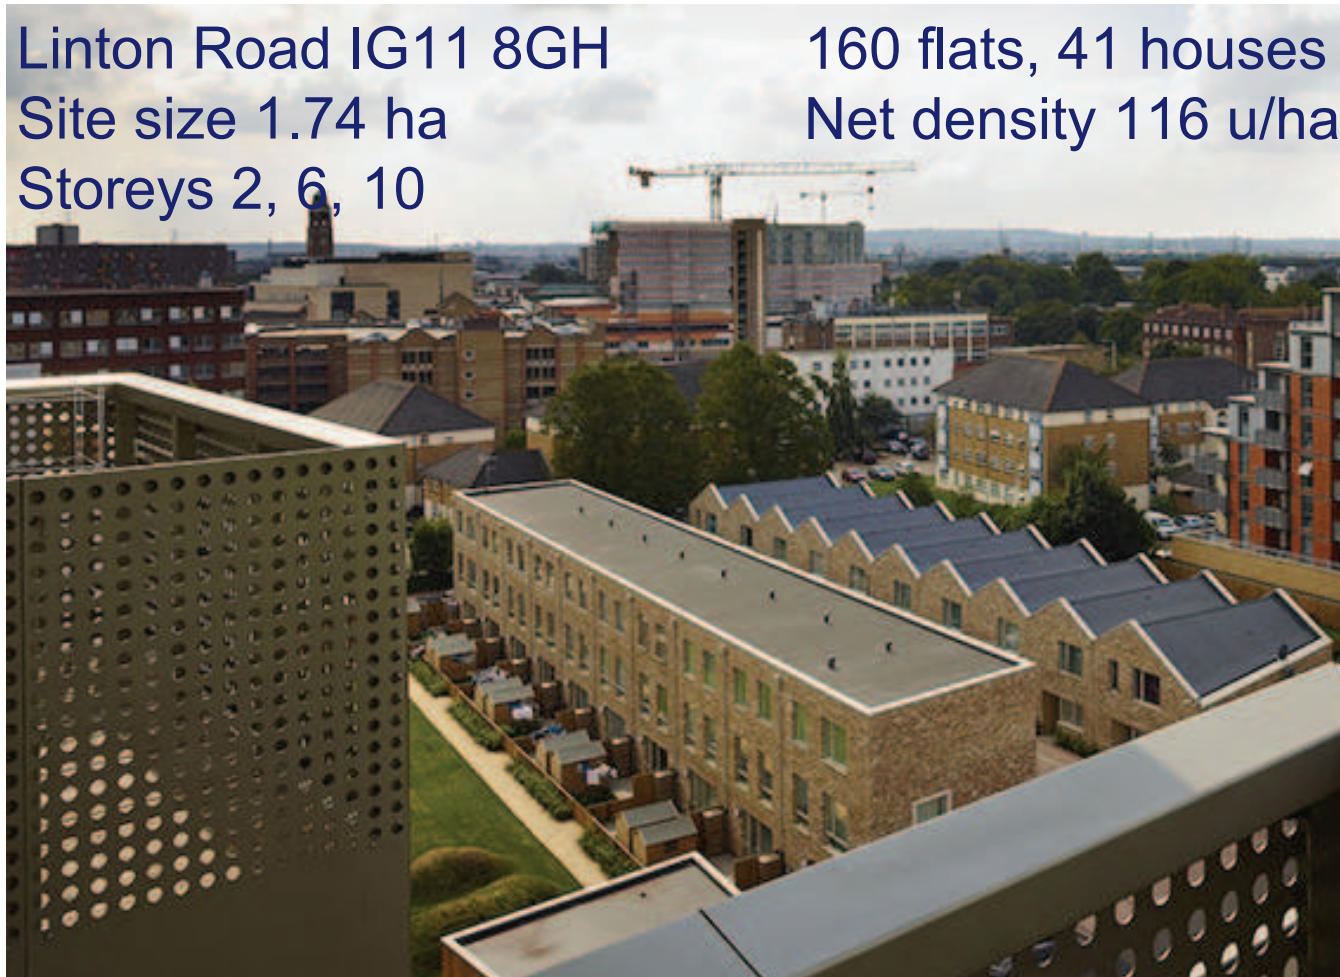 Linton Road IG11 8GH
Site size 1.74 ha
Storeys 2, 6, 10
160 flats, 41 houses
Net density 116 u/ha